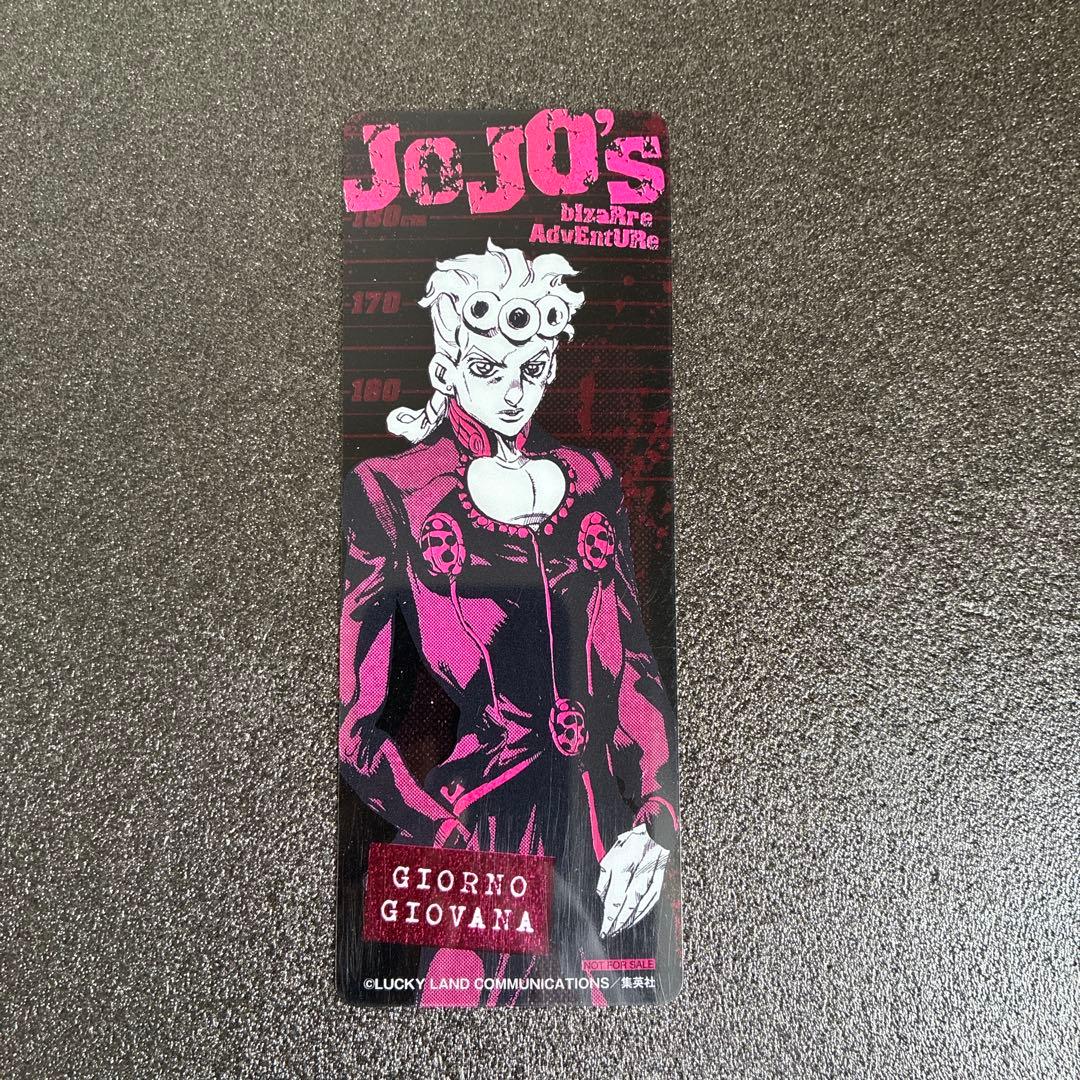 JoJO's
bIzaRre
AdvEntURe
180cm
170
160
GIORNO
GIOVANA
NOT FOR SALE
©LUCKY LAND COMMUNICATIONS／集英社